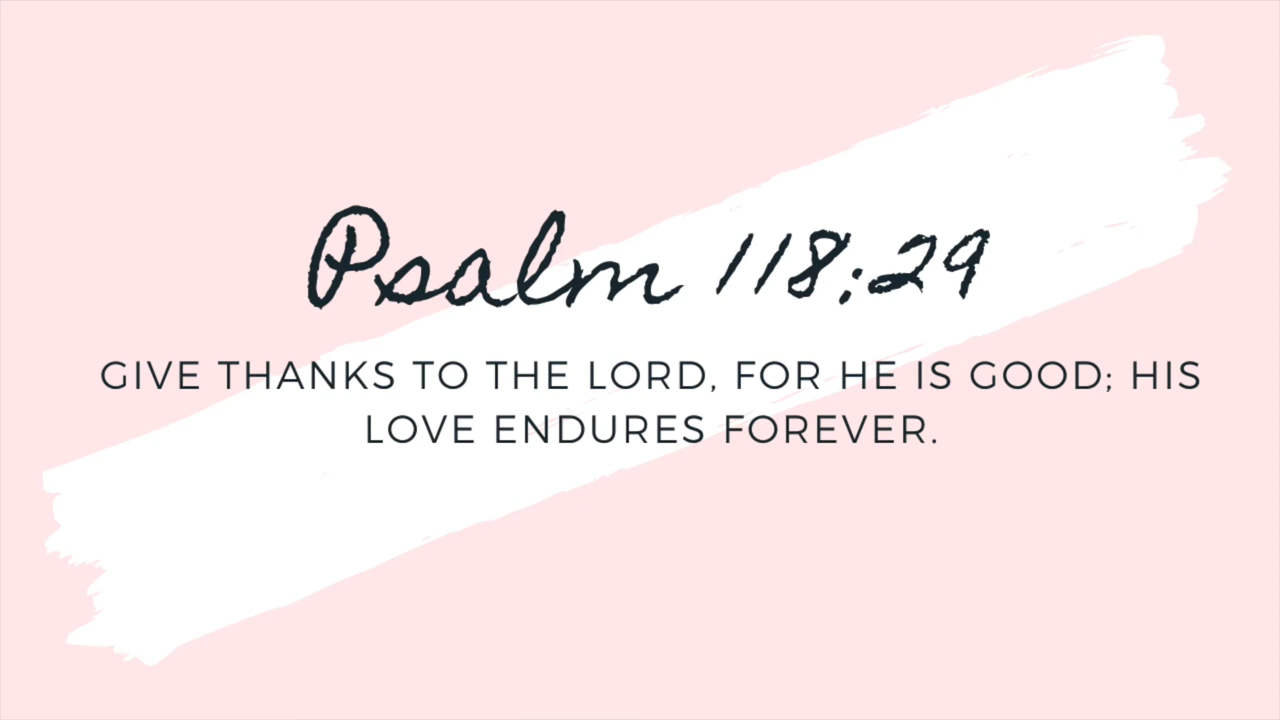 Psalm 118:29
GIVE THANKS TO THE LORD, FOR HE IS GOOD; HIS
LOVE ENDURES FOREVER.